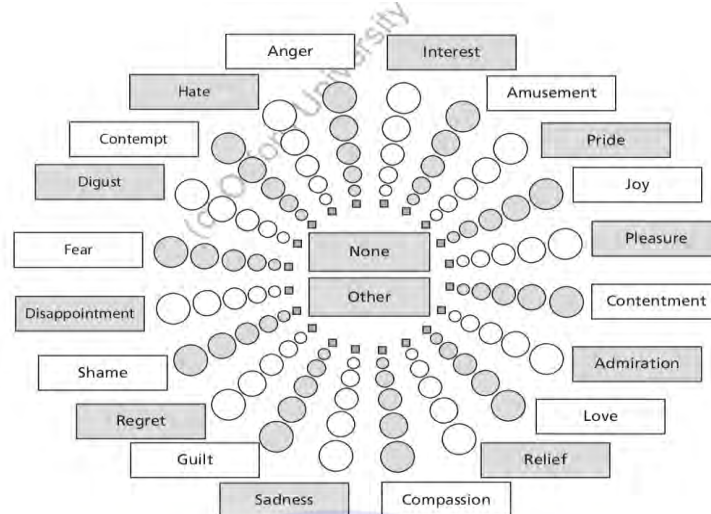 Anger
Interest
Hate
Amusement
Contempt
Pride
Digust
Joy
Fear
None
Pleasure
Other
Contentment
Disappointment
Shame
Admiration
Regret
Love
Guilt
Relief
Sadness
Compassion
University